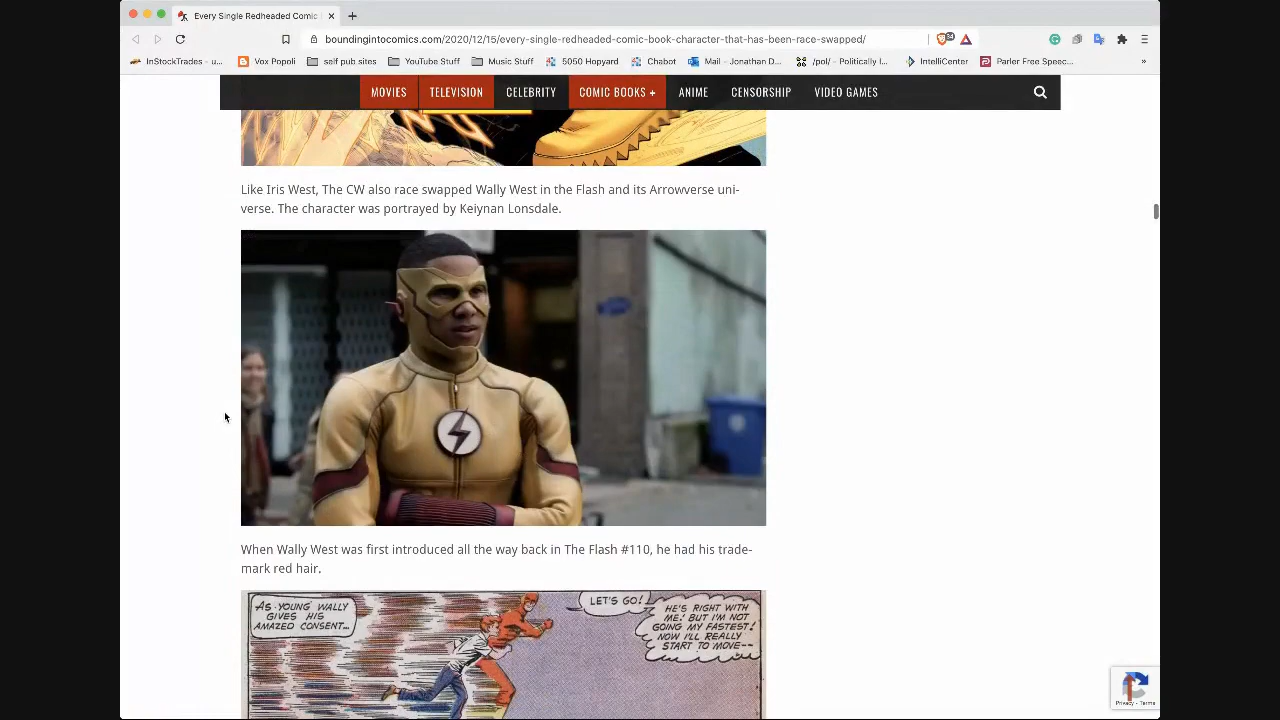 Every Single Redheaded Comic
boundingintocomics.com/2020/12/15/every-single-redheaded-comic-book-character-that-has-been-race-swapped/
InStockTrades - u... Vox Popoli self pub sites YouTube Stuff Music Stuff 5050 Hopyard Chabot Mail – Jonathan D... /pol/ - Politically I... IntelliCenter Parler Free Speec... »
MOVIES TELEVISION CELEBRITY COMIC BOOKS + ANIME CENSORSHIP VIDEO GAMES
Like Iris West, The CW also race swapped Wally West in the Flash and its Arrowverse uni-
verse. The character was portrayed by Keiynan Lonsdale.
When Wally West was first introduced all the way back in The Flash #110, he had his trade-
mark red hair.
AS YOUNG WALLY
GIVES HIS
AMAZED CONSENT...
LET'S GO!
HE'S RIGHT WITH
ME! BUT I'M NOT
GOING MY FASTEST!
NOW I'LL REALLY
START TO MOVE--
Privacy - Terms